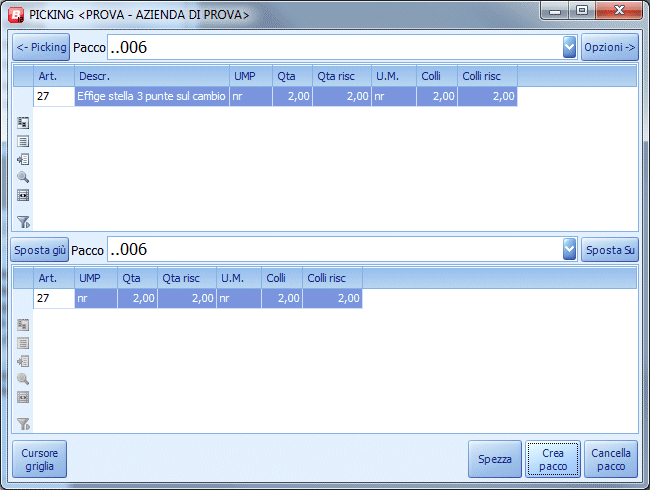 PICKING <PROVA - AZIENDA DI PROVA>
<- Picking Pacco ..006 Opzioni ->
Art. Descr. UMP Qta Qta risc U.M. Colli Colli risc
27 Effige stella 3 punte sul cambio nr 2,00 2,00 nr 2,00 2,00
Sposta giù Pacco ..006 Sposta Su
Art. UMP Qta Qta risc U.M. Colli Colli risc
27 nr 2,00 2,00 nr 2,00 2,00
Cursore griglia Spezza Crea pacco Cancella pacco